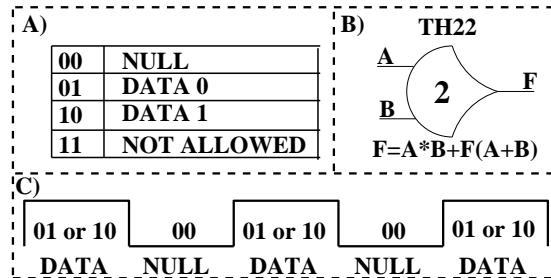 A)
00 NULL
01 DATA 0
10 DATA 1
11 NOT ALLOWED
B) TH22
A
B
2
F
F=A*B+F(A+B)
C)
01 or 10 00 01 or 10 00 01 or 10
DATA NULL DATA NULL DATA